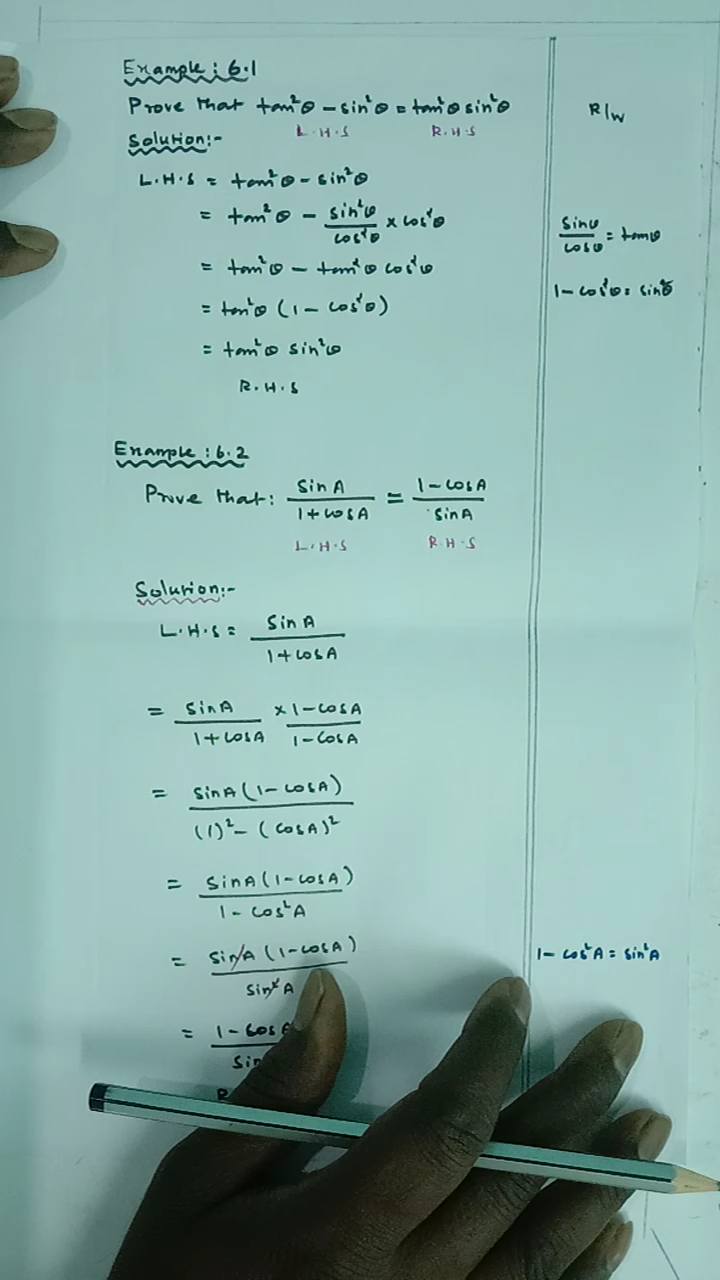 Example : 6.1
Prove that tan²θ - sin²θ = tan²θ sin²θ
L.H.S R.H.S
R/W
Solution:-
L.H.S = tan²θ - sin²θ
= tan²θ - sin²θ/cos²θ × cos²θ
sinθ/cosθ = tanθ
= tan²θ - tan²θ cos²θ
1 - cos²θ = sin²θ
= tan²θ (1 - cos²θ)
= tan²θ sin²θ
R.H.S
Example : 6.2
Prove that: sin A/1 + cos A = 1 - cos A/sin A
L.H.S R.H.S
Solution:-
L.H.S = sin A/1 + cos A
= sin A/1 + cos A × 1 - cos A/1 - cos A
= sin A (1 - cos A)/(1)² - (cos A)²
= sin A (1 - cos A)/1 - cos²A
= sin A (1 - cos A)/sin²A
1 - cos²A = sin²A
= 1 - cos A/sin
R